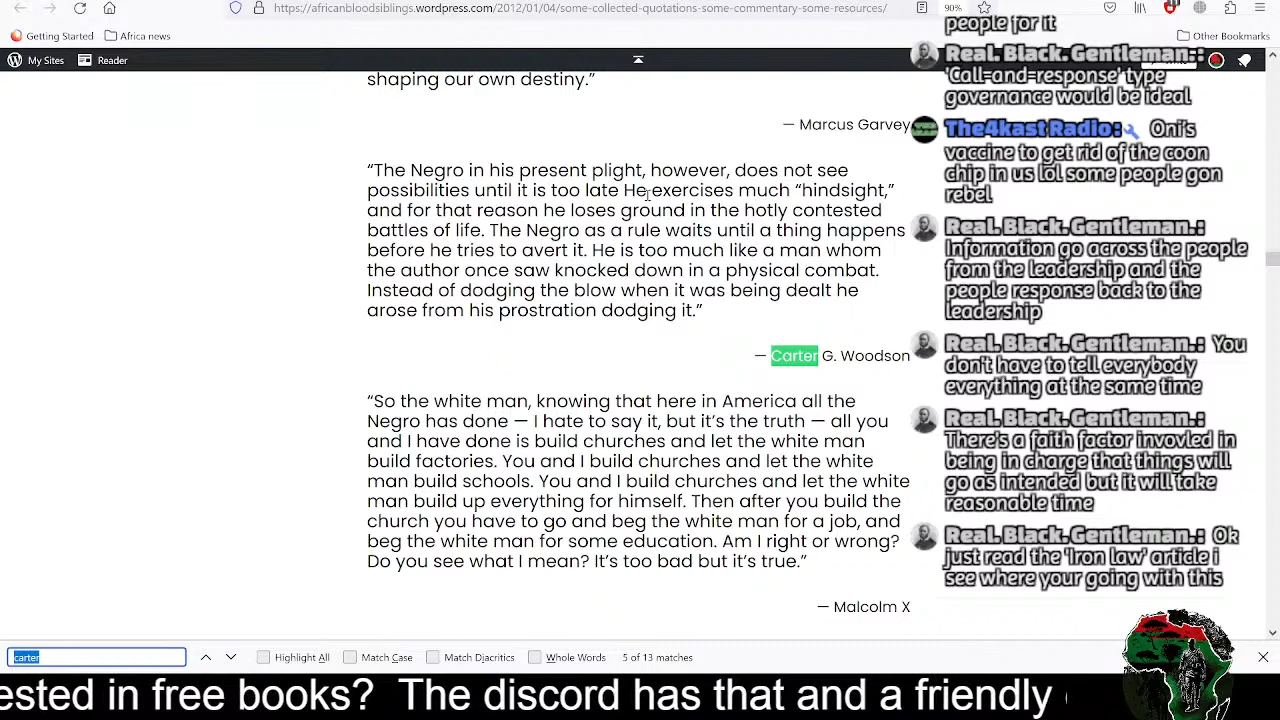 https://africanbloodsiblings.wordpress.com/2012/01/04/some-collected-quotations-some-commentary-some-resources/
90%
Getting Started
Africa news
Other Bookmarks
My Sites
Reader
shaping our own destiny.”
— Marcus Garvey
“The Negro in his present plight, however, does not see
possibilities until it is too late He exercises much “hindsight,”
and for that reason he loses ground in the hotly contested
battles of life. The Negro as a rule waits until a thing happens
before he tries to avert it. He is too much like a man whom
the author once saw knocked down in a physical combat.
Instead of dodging the blow when it was being dealt he
arose from his prostration dodging it.”
— Carter G. Woodson
“So the white man, knowing that here in America all the
Negro has done — I hate to say it, but it’s the truth — all you
and I have done is build churches and let the white man
build factories. You and I build churches and let the white
man build schools. You and I build churches and let the white
man build up everything for himself. Then after you build the
church you have to go and beg the white man for a job, and
beg the white man for some education. Am I right or wrong?
Do you see what I mean? It’s too bad but it’s true.”
— Malcolm X
people for it
Real. Black. Gentleman.:
'Call-and-response' type
governance would be ideal
The4kast Radio: Oni's
vaccine to get rid of the coon
chip in us lol some people gon
rebel
Real. Black. Gentleman.:
Information go across the people
from the leadership and the
people response back to the
leadership
Real. Black. Gentleman.: You
don't have to tell everybody
everything at the same time
Real. Black. Gentleman.:
There's a faith factor invovled in
being in charge that things will
go as intended but it will take
reasonable time
Real. Black. Gentleman.: Ok
just read the 'Iron law' article i
see where your going with this
carter
Highlight All
Match Case
Match Diacritics
Whole Words
5 of 13 matches
ested in free books? The discord has that and a friendly